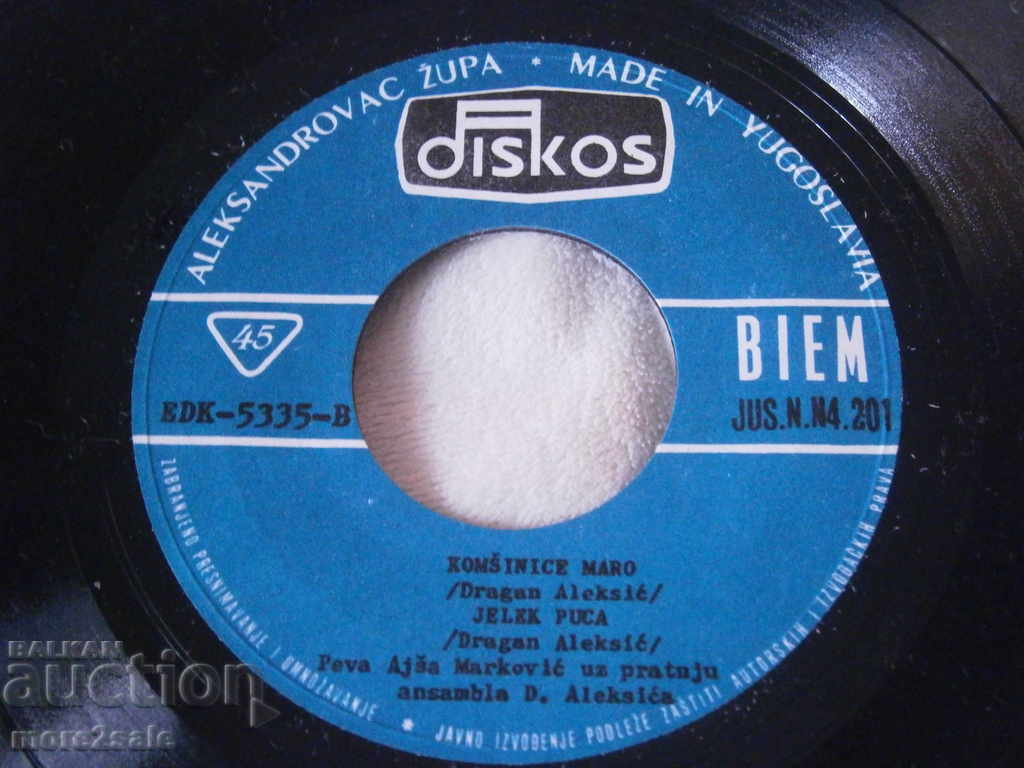 ALEKSANDROVAC ŽUPA * MADE IN YUGOSLAVIA
diskos
45
BIEM
EDK-5335-B
JUS.N.N4.201
KOMŠINICE MARO
/Dragan Aleksić/
JELEK PUCA
/Dragan Aleksić/
Peva Ajša Marković uz pratnju
ansambla D. Aleksića
ZABRANJENO PRESNIMAVANJE I UMNOŽAVANJE * JAVNO IZVOĐENJE PODLEŽE ZAŠTITI AUTORSKIH I IZVOĐAČKIH PRAVA
BALKAN
auction
more2sale